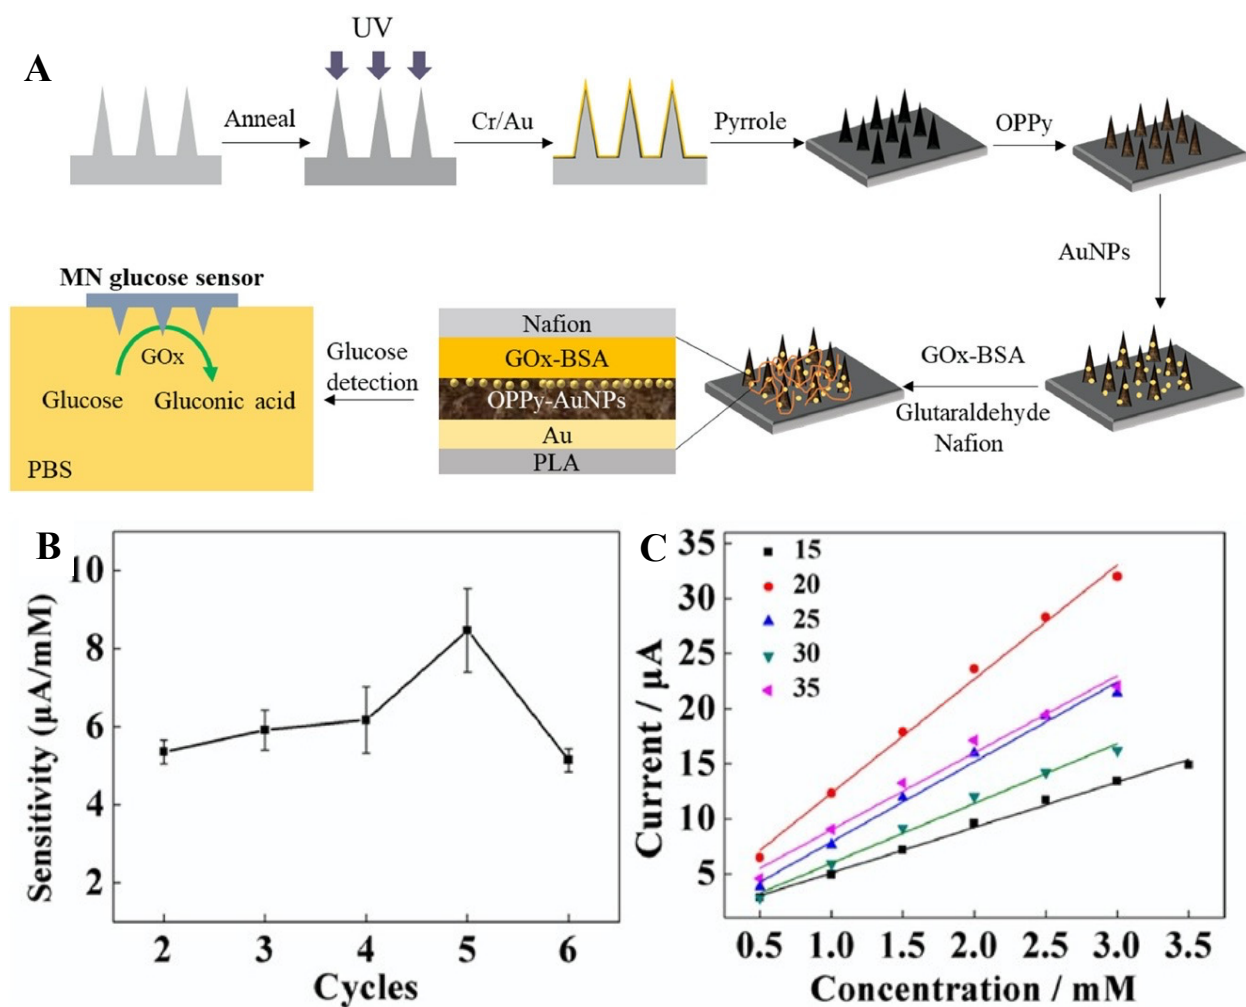 A
UV
Anneal
Cr/Au
Pyrrole
OPPy
AuNPs
MN glucose sensor
GOx
Glucose
Gluconic acid
PBS
Glucose
detection
Nafion
GOx-BSA
OPPy-AuNPs
Au
PLA
GOx-BSA
Glutaraldehyde
Nafion
B
Sensitivity (μA/mM)
10
8
6
4
2
2 3 4 5 6
Cycles
C
Current / μA
35
30
25
20
15
10
5
15
20
25
30
35
0.5 1.0 1.5 2.0 2.5 3.0 3.5
Concentration / mM